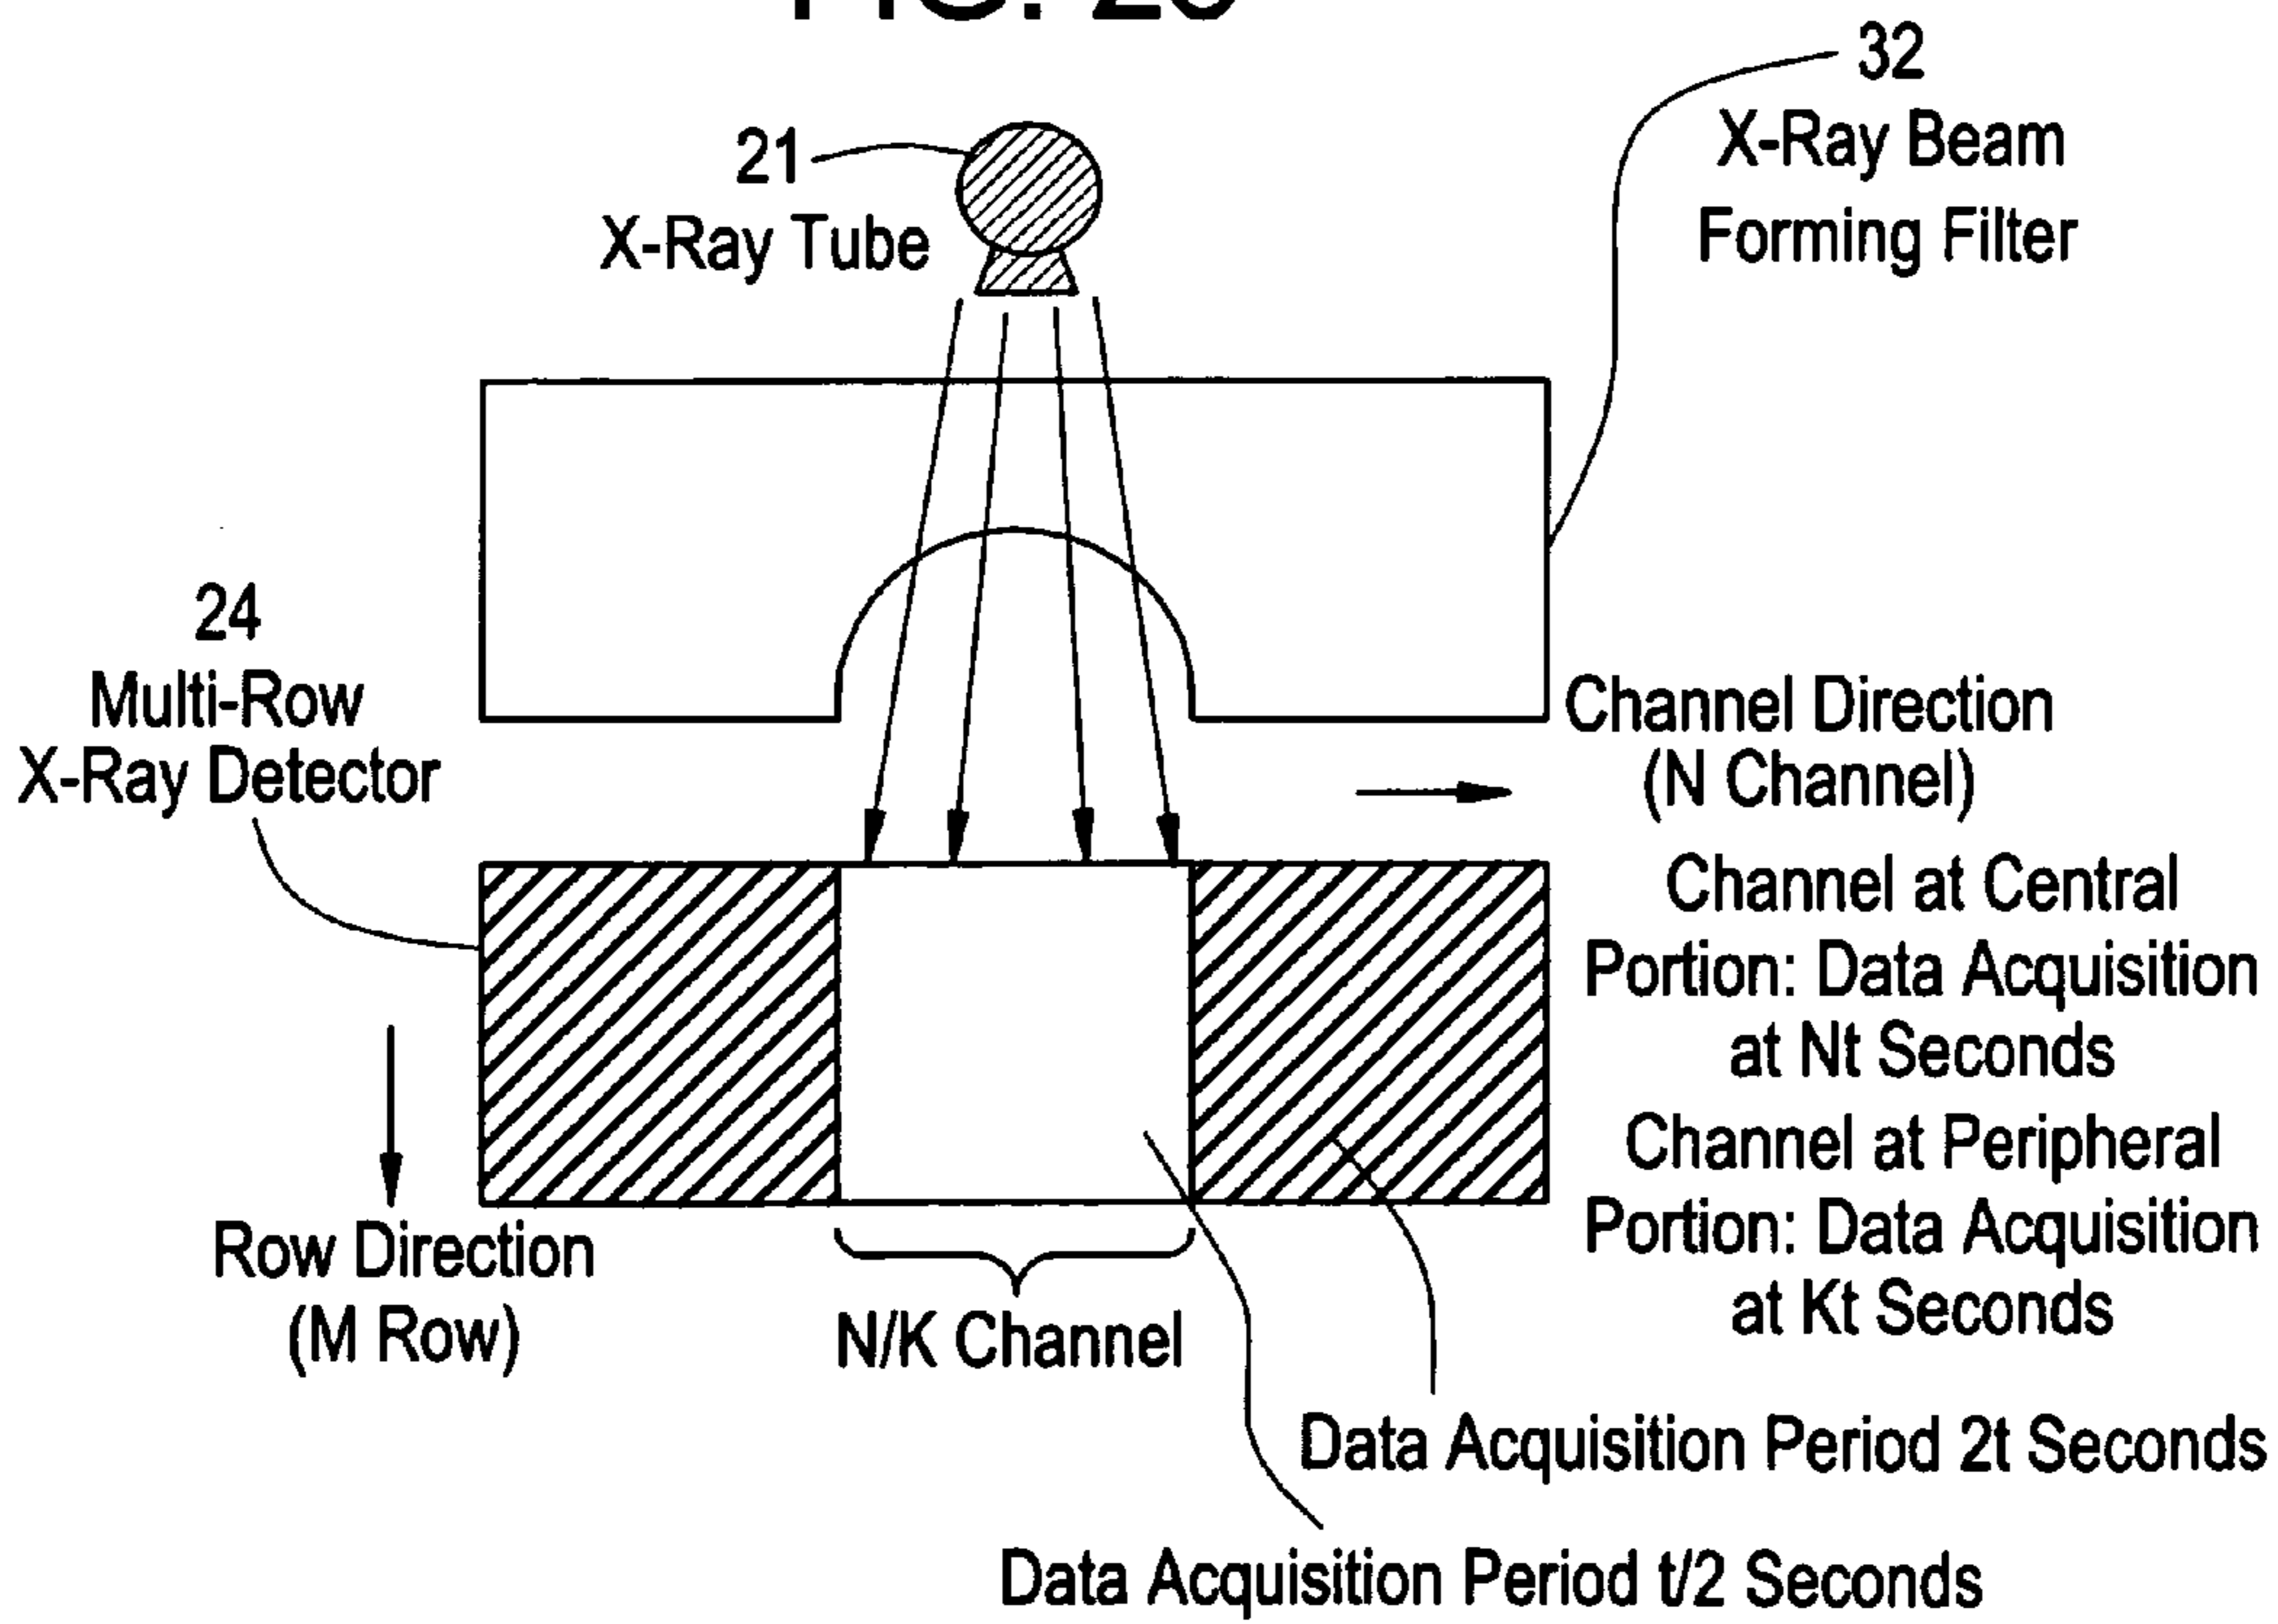 32
X-Ray Beam
Forming Filter
21
X-Ray Tube
24
Multi-Row
X-Ray Detector
Channel Direction
(N Channel)
Channel at Central
Portion: Data Acquisition
at Nt Seconds
Channel at Peripheral
Portion: Data Acquisition
at Kt Seconds
Row Direction
(M Row)
N/K Channel
Data Acquisition Period 2t Seconds
Data Acquisition Period t/2 Seconds